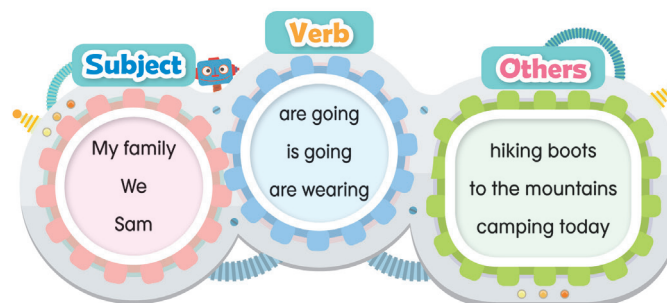 Subject
My family
We
Sam
Verb
are going
is going
are wearing
Others
hiking boots
to the mountains
camping today